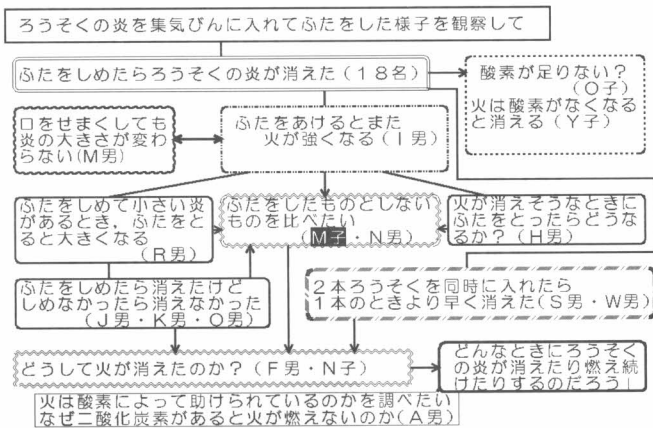 ろうそくの炎を集気びんに入れてふたをした様子を観察して
ふたをしめたらろうそくの炎が消えた(18名)
酸素が足りない?
(O子)
火は酸素がなくなる
と消える(Y子)
口をせまくしても
炎の大きさが変わ
らない(M男)
ふたをあけるとまた
火が強くなる(I男)
ふたをしめて小さい炎
があるとき,ふたをと
ると大きくなる
(R男)
ふたをしたものとしない
ものを比べたい
(M子・N男)
火が消えそうなときに
ふたをとったらどうな
るか?(H男)
ふたをしめたら消えたけど
しめなかったら消えなかった
(J男・K男・O男)
2本ろうそくを同時に入れたら
1本のときより早く消えた(S男・W男)
どうして火が消えたのか?(F男・N子)
どんなときにろうそく
の炎が消えたり燃え続
けたりするのだろう
火は酸素によって助けられているのかを調べたい
なぜ二酸化炭素があると火が燃えないのか(A男)